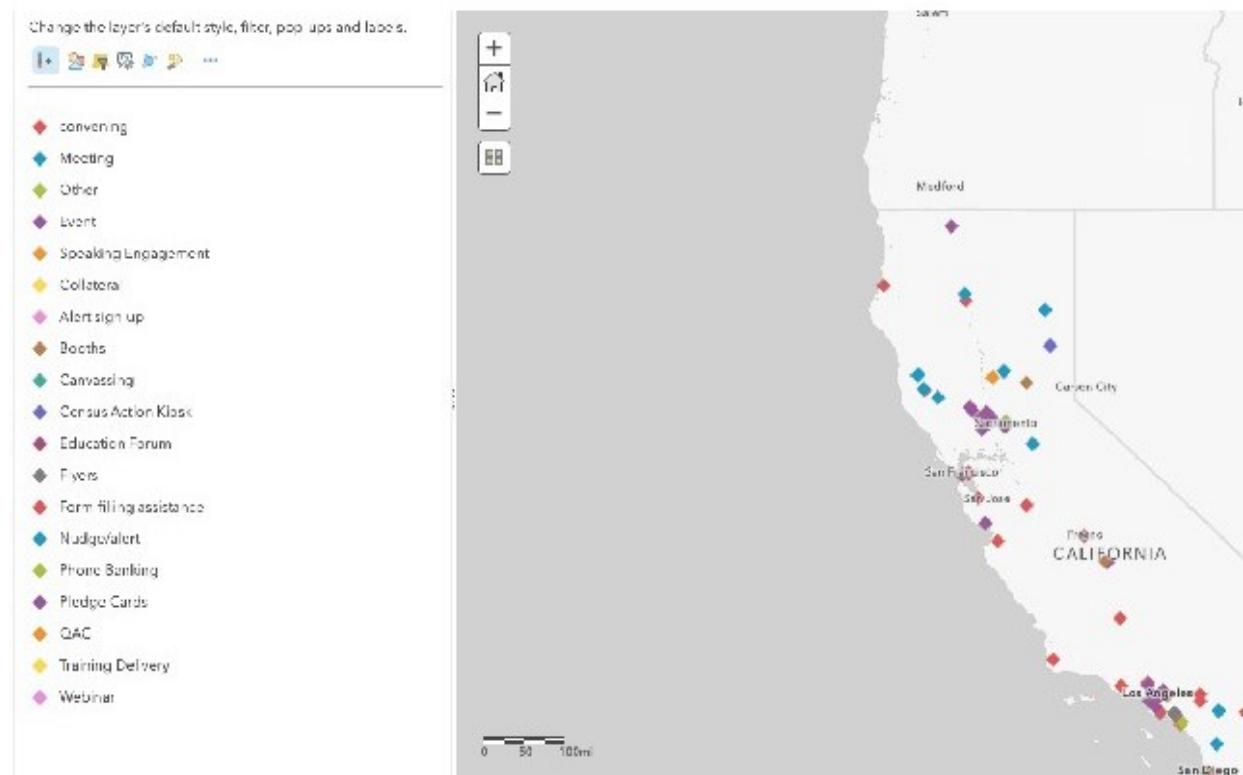 Change the layer's default style, filter, pop-ups and labels.
convening
Meeting
Other
Event
Speaking Engagement
Collateral
Alert sign-up
Booths
Canvassing
Census Action Kiosk
Education Forum
Flyers
Form filling assistance
Nudge/alert
Phone Banking
Pledge Cards
QAC
Training Delivery
Webinar
Salem
Medford
Carson City
Sacramento
San Francisco
San Jose
Fresno
CALIFORNIA
Los Angeles
San Diego
0 50 100mi